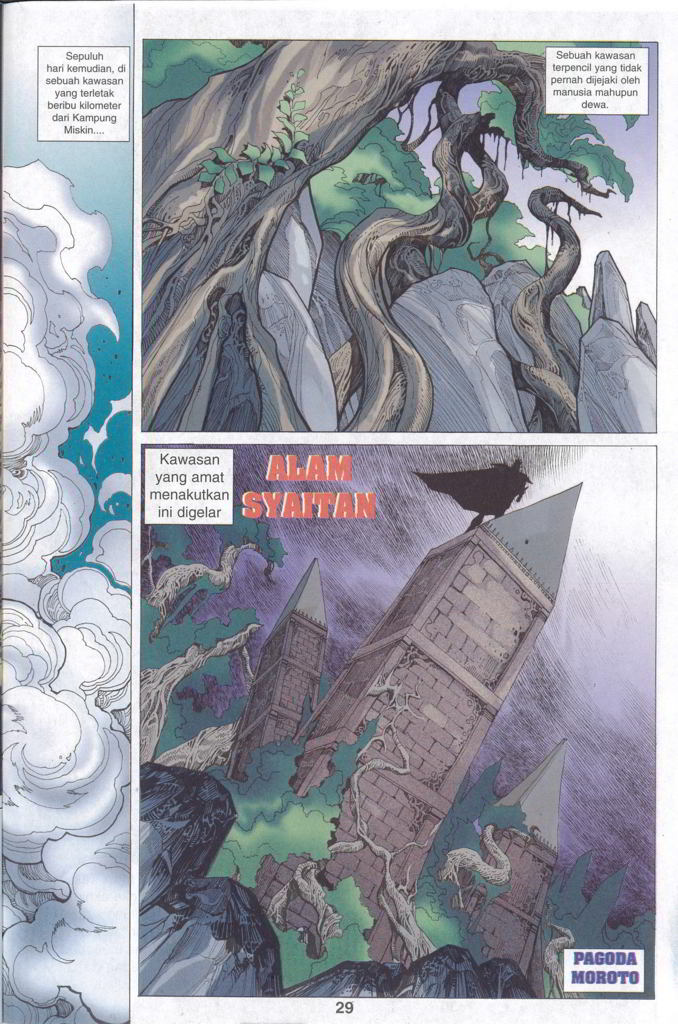 Sepuluh
hari kemudian, di
sebuah kawasan
yang terletak
beribu kilometer
dari Kampung
Miskin....
Sebuah kawasan
terpencil yang tidak
pernah dijejaki oleh
manusia mahupun
dewa.
Kawasan
yang amat
menakutkan
ini digelar
ALAM
SYAITAN
PAGODA
MOROTO
29